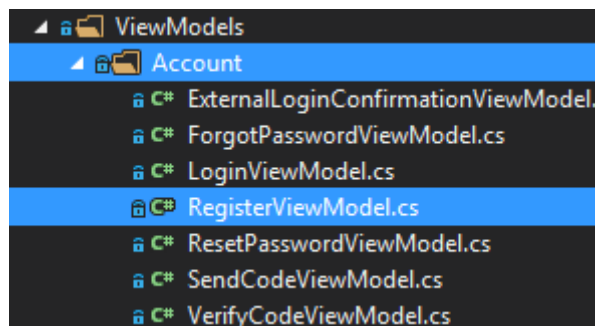 ViewModels
Account
C# ExternalLoginConfirmationViewModel.
C# ForgotPasswordViewModel.cs
C# LoginViewModel.cs
C# RegisterViewModel.cs
C# ResetPasswordViewModel.cs
C# SendCodeViewModel.cs
C# VerifyCodeViewModel.cs